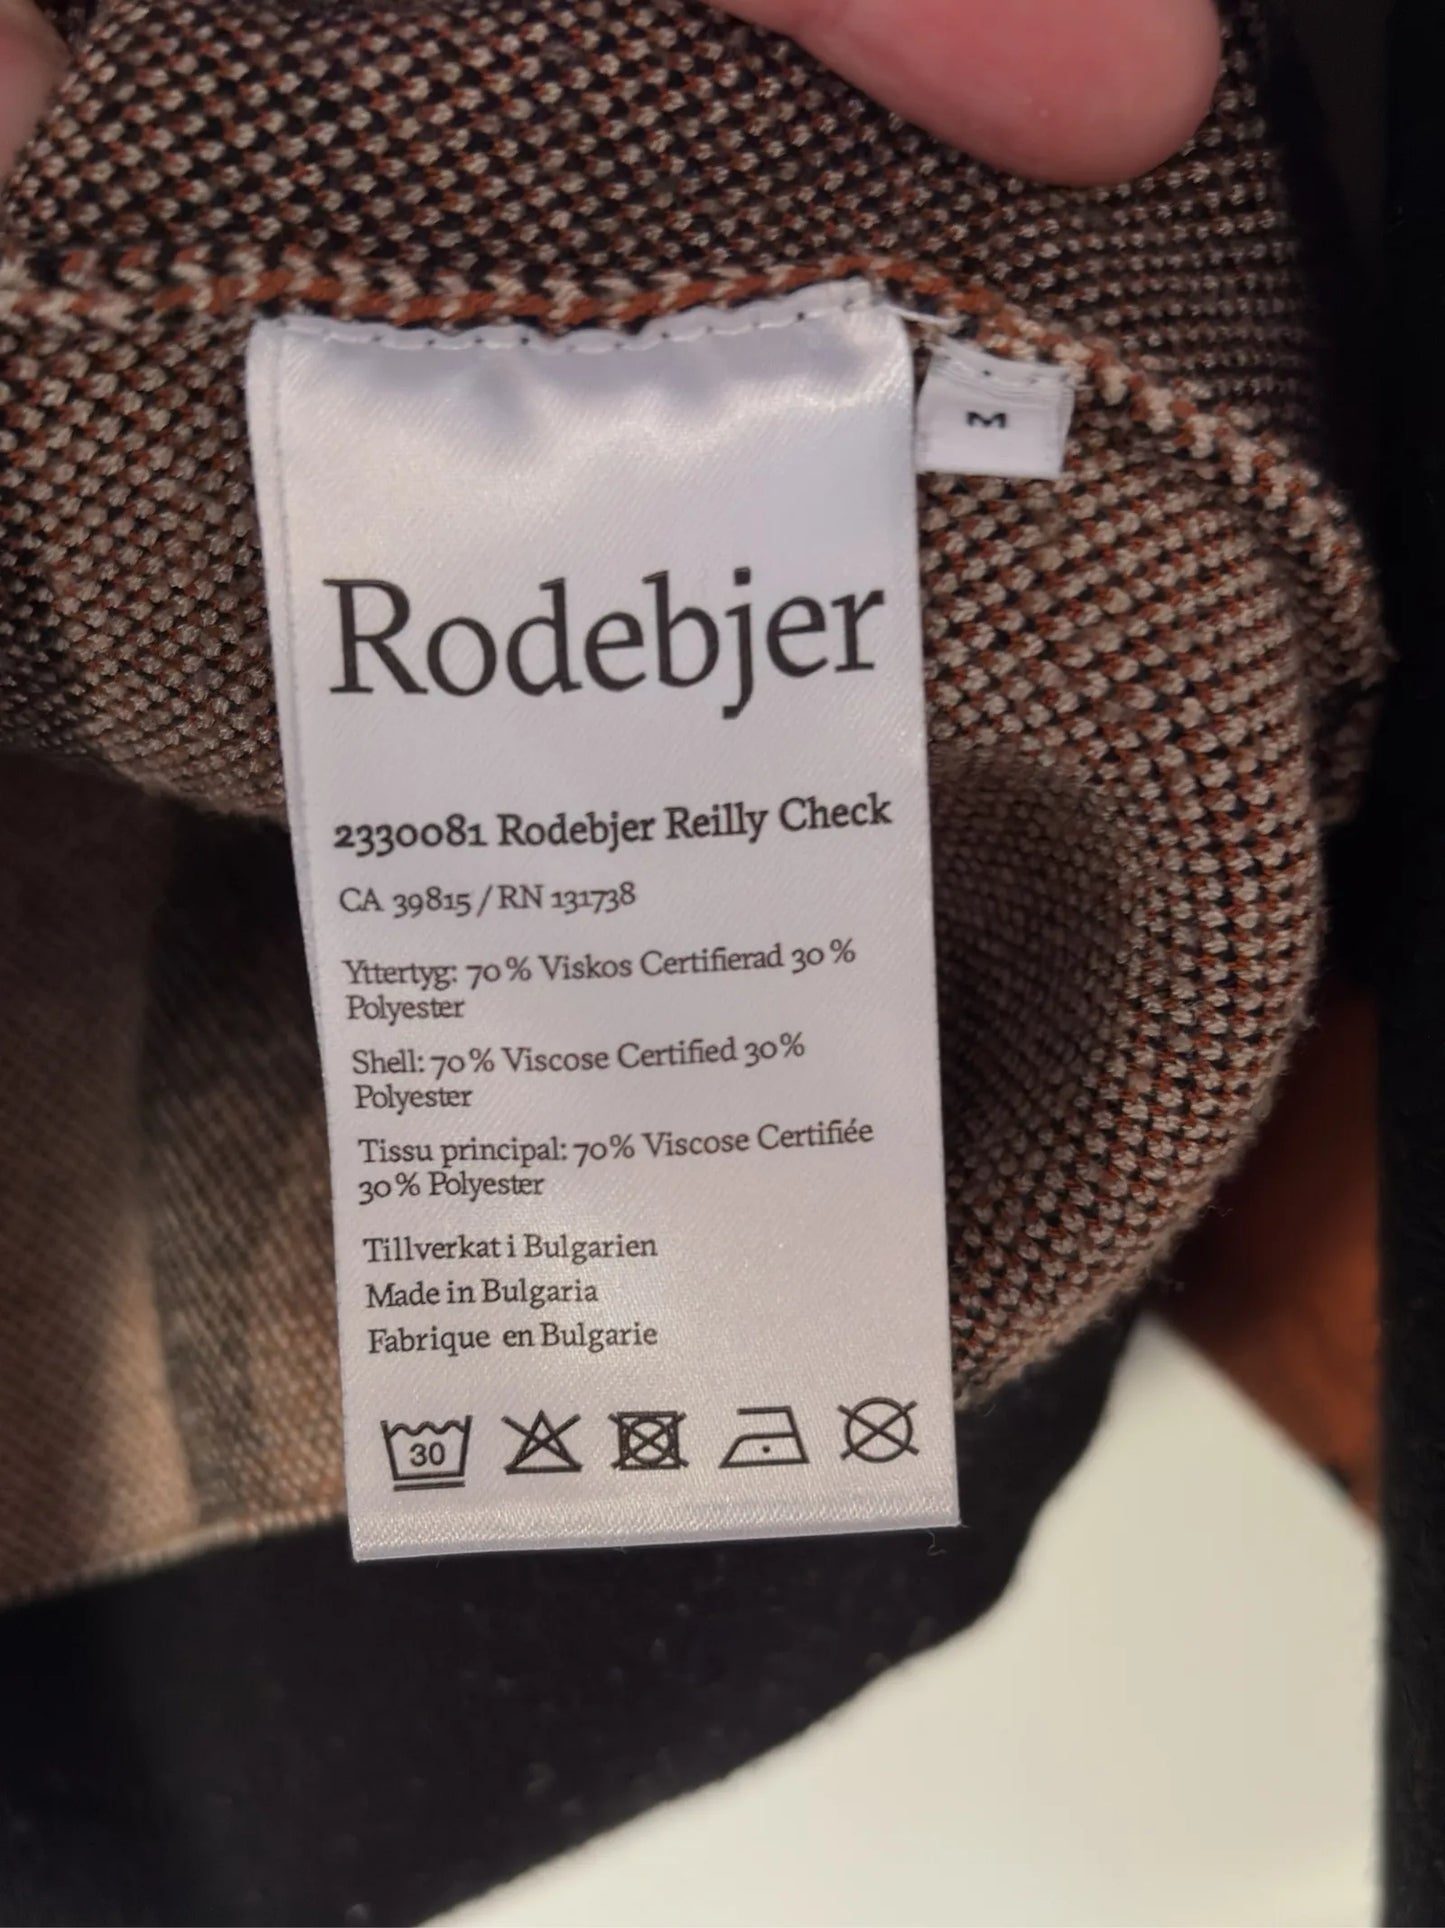 M
Rodebjer
2330081 Rodebjer Reilly Check
CA 39815 / RN 131738
Yttertyg: 70 % Viskos Certifierad 30 %
Polyester
Shell: 70 % Viscose Certified 30%
Polyester
Tissu principal: 70% Viscose Certifiée
30 % Polyester
Tillverkat i Bulgarien
Made in Bulgaria
Fabrique en Bulgarie
30